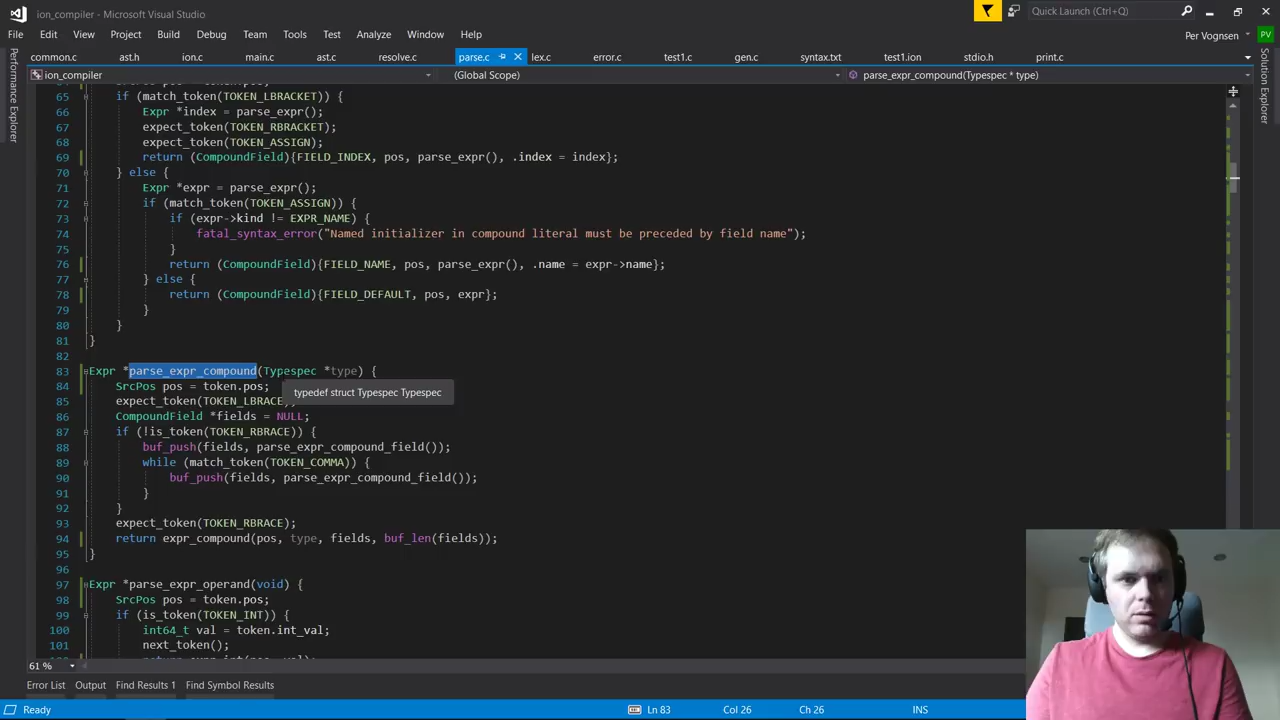 ion_compiler - Microsoft Visual Studio
Quick Launch (Ctrl+Q)
File Edit View Project Build Debug Team Tools Test Analyze Window Help
Per Vognsen PV
common.c ast.h ion.c main.c ast.c resolve.c parse.c lex.c error.c test1.c gen.c syntax.txt test1.ion stdio.h print.c
ion_compiler (Global Scope) parse_expr_compound(Typespec * type)
Performance Explorer
Solution Explorer
65 if (match_token(TOKEN_LBRACKET)) {
66 Expr *index = parse_expr();
67 expect_token(TOKEN_RBRACKET);
68 expect_token(TOKEN_ASSIGN);
69 return (CompoundField){FIELD_INDEX, pos, parse_expr(), .index = index};
70 } else {
71 Expr *expr = parse_expr();
72 if (match_token(TOKEN_ASSIGN)) {
73 if (expr->kind != EXPR_NAME) {
74 fatal_syntax_error("Named initializer in compound literal must be preceded by field name");
75 }
76 return (CompoundField){FIELD_NAME, pos, parse_expr(), .name = expr->name};
77 } else {
78 return (CompoundField){FIELD_DEFAULT, pos, expr};
79 }
80 }
81 }
82
83 Expr *parse_expr_compound(Typespec *type) {
84 SrcPos pos = token.pos;
typedef struct Typespec Typespec
85 expect_token(TOKEN_LBRACE);
86 CompoundField *fields = NULL;
87 if (!is_token(TOKEN_RBRACE)) {
88 buf_push(fields, parse_expr_compound_field());
89 while (match_token(TOKEN_COMMA)) {
90 buf_push(fields, parse_expr_compound_field());
91 }
92 }
93 expect_token(TOKEN_RBRACE);
94 return expr_compound(pos, type, fields, buf_len(fields));
95 }
96
97 Expr *parse_expr_operand(void) {
98 SrcPos pos = token.pos;
99 if (is_token(TOKEN_INT)) {
100 int64_t val = token.int_val;
101 next_token();
61 %
Error List Output Find Results 1 Find Symbol Results
Ready Ln 83 Col 26 Ch 26 INS